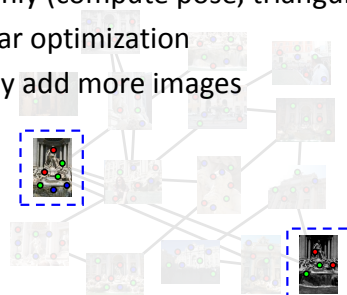 nly (compute pose, triangul
ar optimization
y add more images